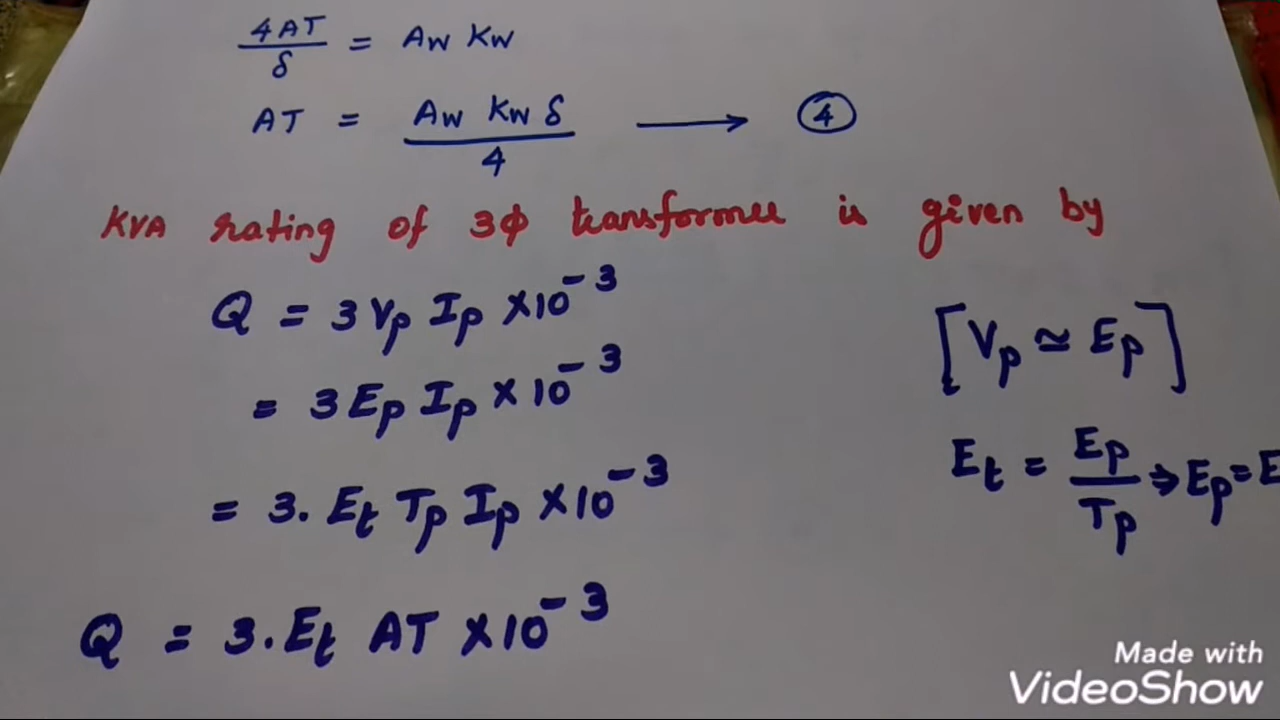 4AT/δ = Aw Kw
AT = Aw Kw δ/4 → ④
KVA rating of 3φ transformer is given by
Q = 3 Vp Ip ×10⁻³
[Vp ≃ Ep]
= 3 Ep Ip ×10⁻³
Et = Ep/Tp ⇒ Ep = E
= 3. Et Tp Ip ×10⁻³
Q = 3. Et AT ×10⁻³
Made with
VideoShow